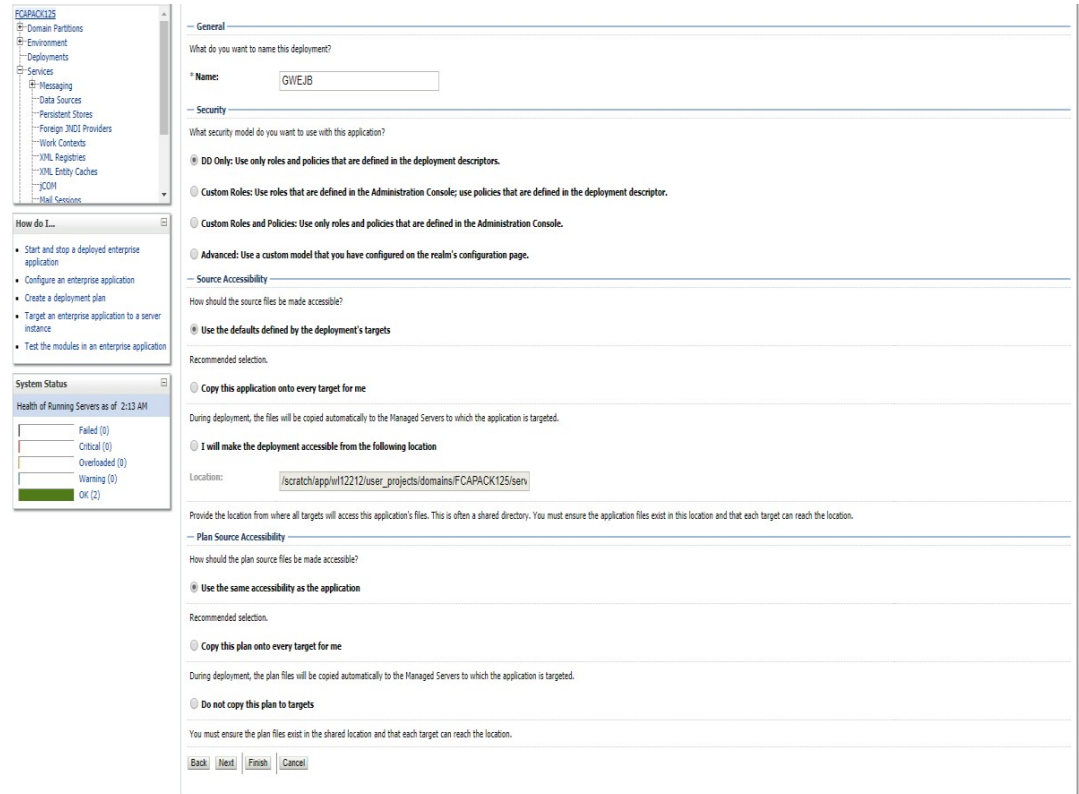 FCAPACK125
Domain Partitions
Environment
Deployments
Services
Messaging
Data Sources
Persistent Stores
Foreign JNDI Providers
Work Contexts
XML Registries
XML Entity Caches
jCOM
Mail Sessions
How do I...
Start and stop a deployed enterprise
application
Configure an enterprise application
Create a deployment plan
Target an enterprise application to a server
instance
Test the modules in an enterprise application
System Status
Health of Running Servers as of 2:13 AM
Failed (0)
Critical (0)
Overloaded (0)
Warning (0)
OK (2)
General
What do you want to name this deployment?
* Name: GWEJB
Security
What security model do you want to use with this application?
DD Only: Use only roles and policies that are defined in the deployment descriptors.
Custom Roles: Use roles that are defined in the Administration Console; use policies that are defined in the deployment descriptor.
Custom Roles and Policies: Use only roles and policies that are defined in the Administration Console.
Advanced: Use a custom model that you have configured on the realm's configuration page.
Source Accessibility
How should the source files be made accessible?
Use the defaults defined by the deployment's targets
Recommended selection.
Copy this application onto every target for me
During deployment, the files will be copied automatically to the Managed Servers to which the application is targeted.
I will make the deployment accessible from the following location
Location: /scratch/app/wl12212/user_projects/domains/FCAPACK125/serv
Provide the location from where all targets will access this application's files. This is often a shared directory. You must ensure the application files exist in this location and that each target can reach the location.
Plan Source Accessibility
How should the plan source files be made accessible?
Use the same accessibility as the application
Recommended selection.
Copy this plan onto every target for me
During deployment, the plan files will be copied automatically to the Managed Servers to which the application is targeted.
Do not copy this plan to targets
You must ensure the plan files exist in the shared location and that each target can reach the location.
Back Next Finish Cancel